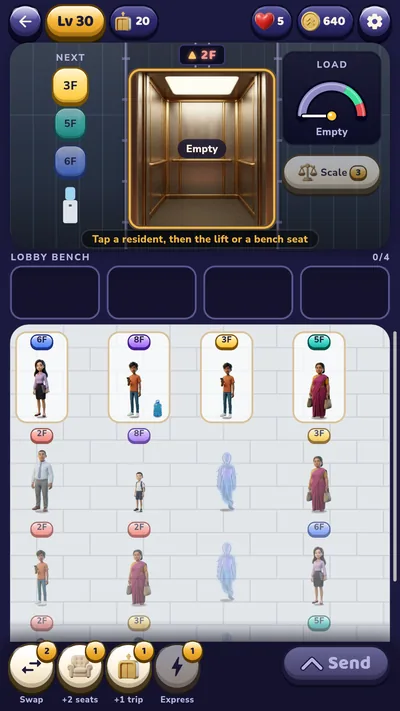 Lv 30
20
5
640
NEXT
▲ 2F
LOAD
3F
5F
6F
Empty
Empty
Scale 3
Tap a resident, then the lift or a bench seat
LOBBY BENCH
0/4
6F 8F 3F 5F
2F 8F 3F
2F 2F 6F
2F 3F 5F
2 1 1 1
Swap +2 seats +1 trip Express
Send